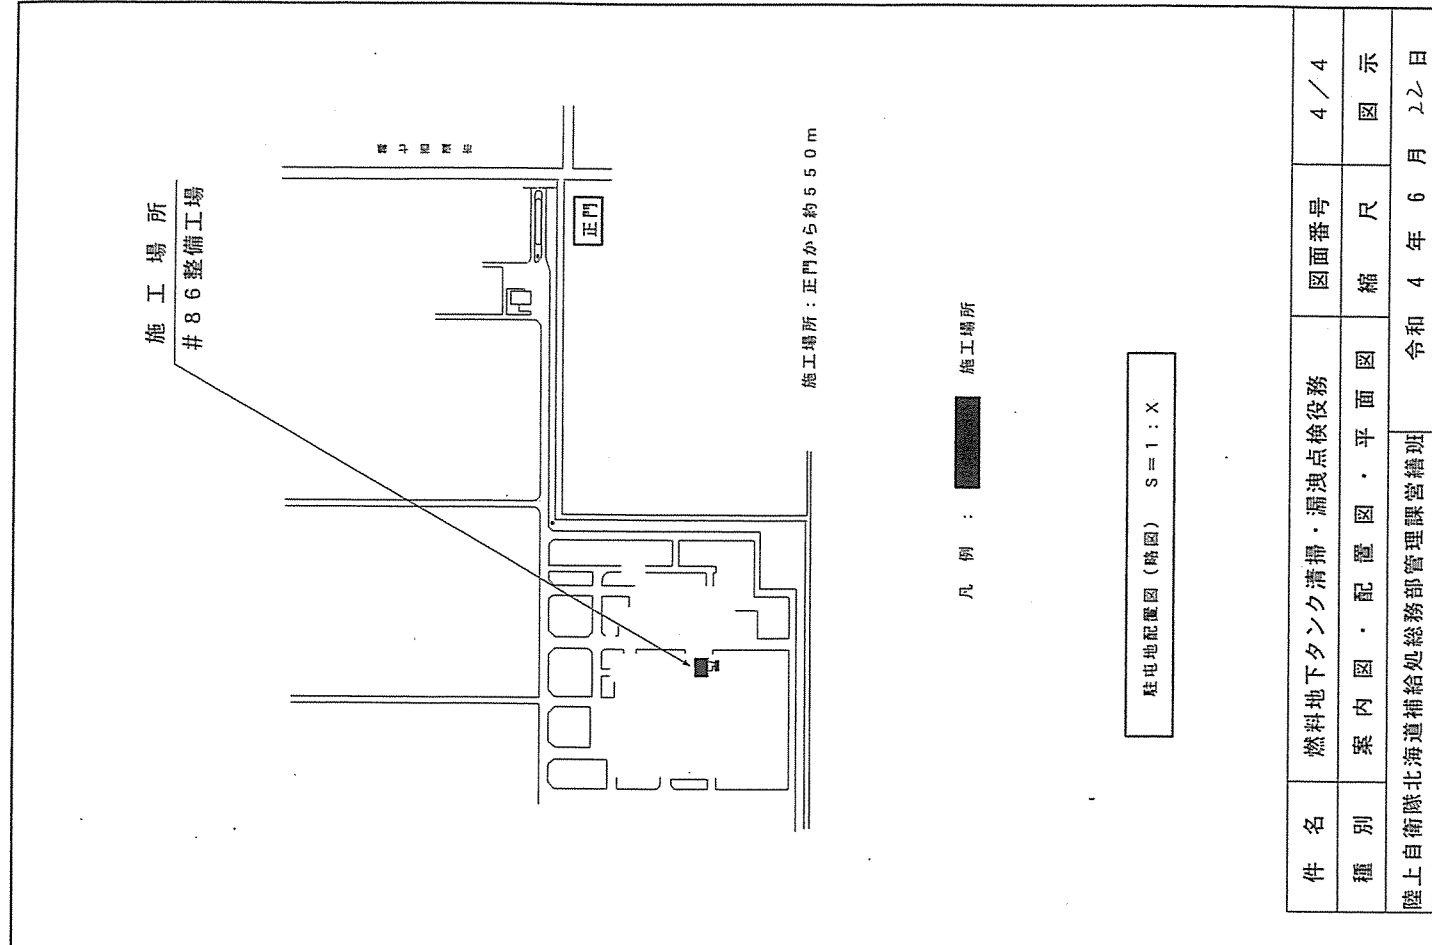 施工場所
#86整備工場
正門
施工場所:正門から約550m
凡例: 施工場所
駐屯地配置図(略図) S=1:X
件名 燃料地下タンク清掃・漏洩点検役務 図面番号 4/4
種別 案内図・配置図・平面図 縮尺 図示
陸上自衛隊北海道補給処総務部管理課営繕班 令和 4 年 6 月 22 日